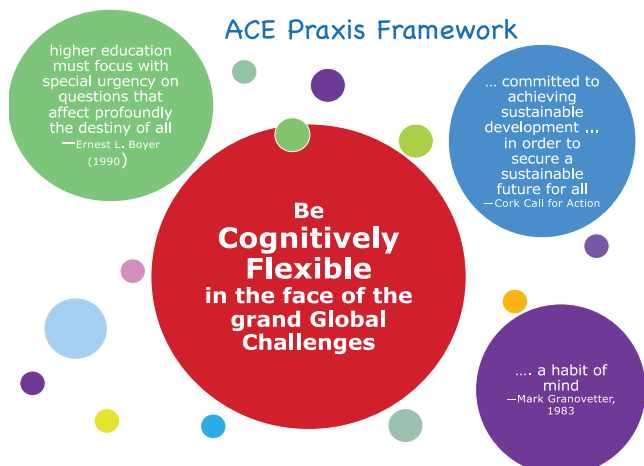 ACE Praxis Framework
higher education
must focus with
special urgency on
questions that
affect profoundly
the destiny of all
—Ernest L. Boyer
(1990)
... committed to
achieving
sustainable
development ...
in order to
secure a
sustainable
future for all
—Cork Call for Action
Be
Cognitively
Flexible
in the face of the
grand Global
Challenges
.... a habit of
mind
—Mark Granovetter,
1983